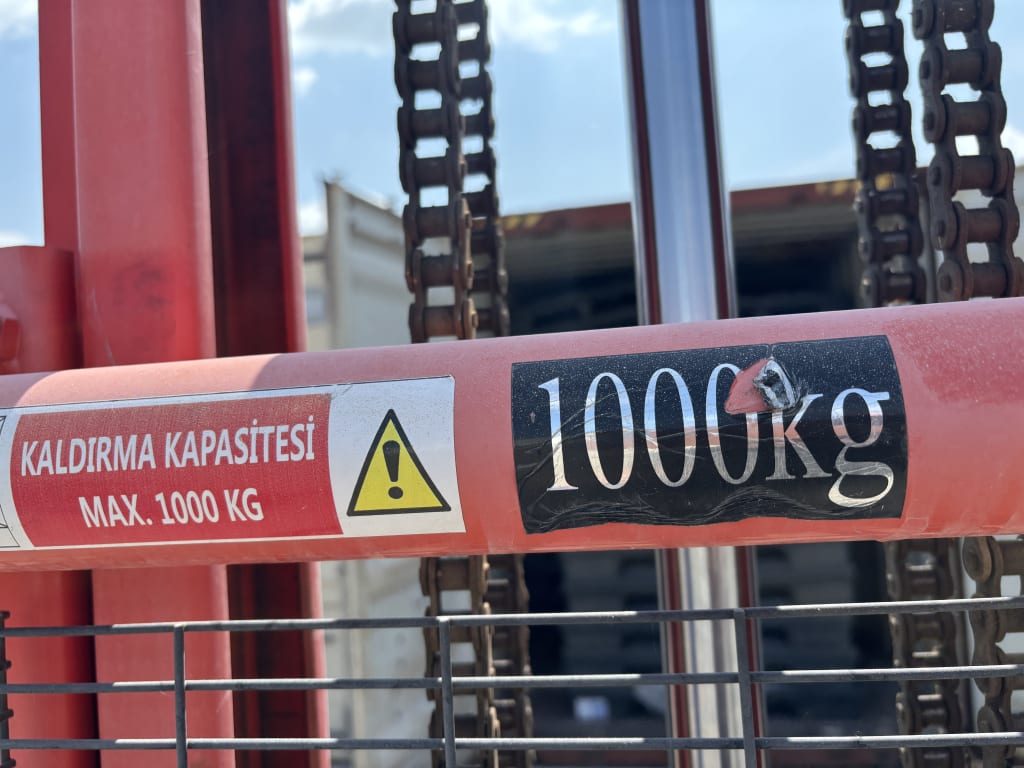 KALDIRMA KAPASİTESİ
MAX. 1000 KG
1000kg